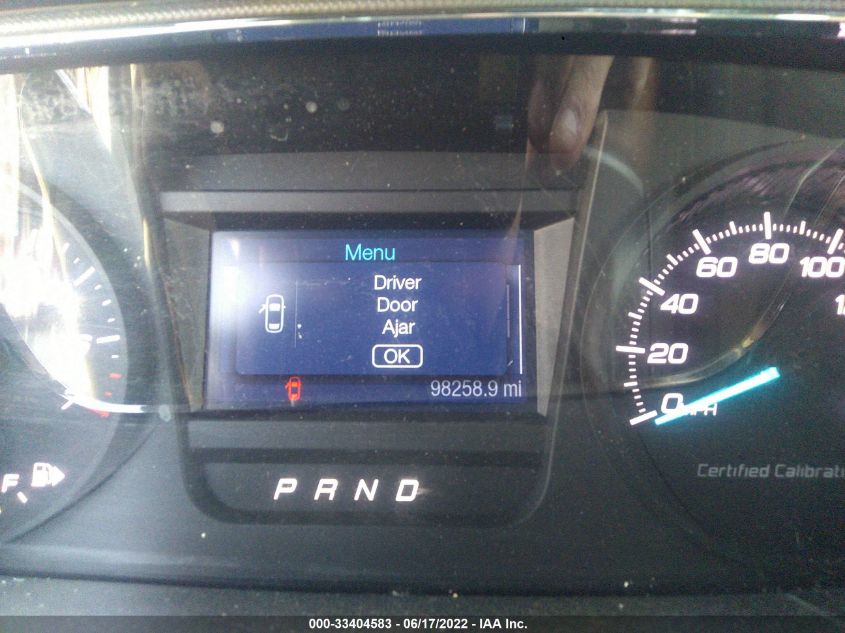 Menu
Driver
Door
Ajar
OK
98258.9 mi
P R N D
F
0 MPH
20
40
60
80
100
Certified Calibrati
000-33404583 - 06/17/2022 - IAA Inc.